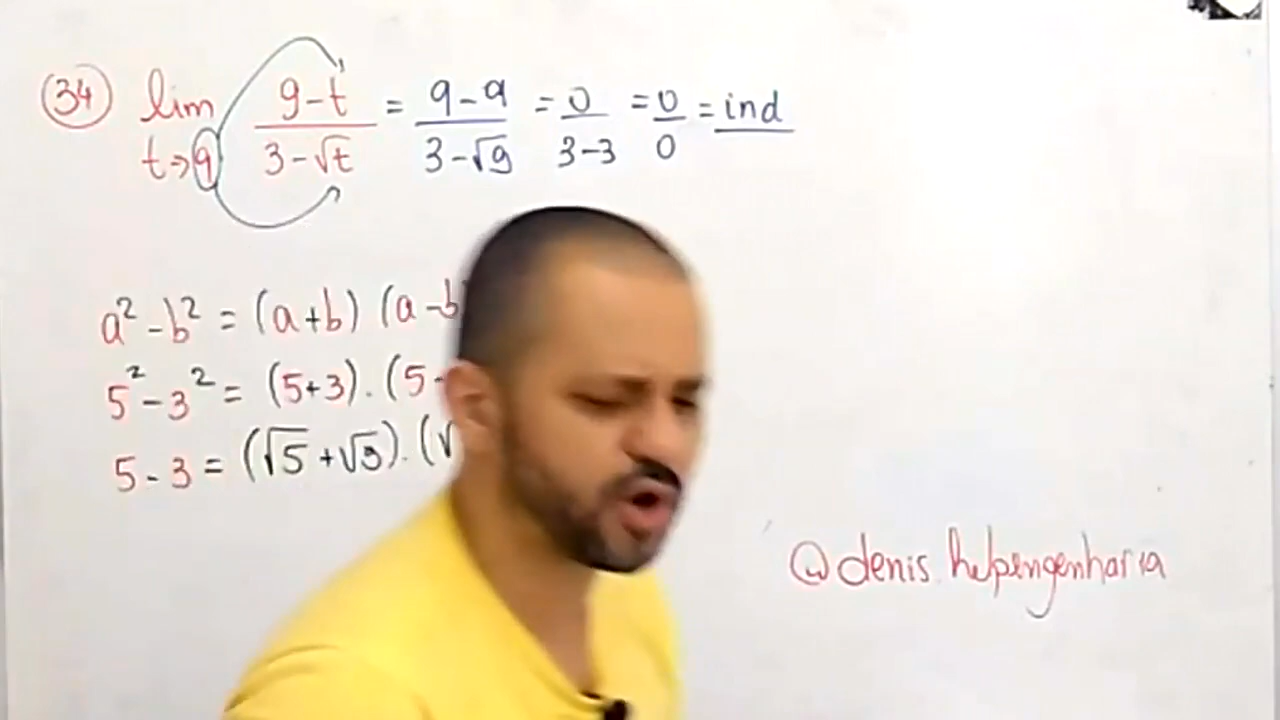 34 lim t→9 9-t / 3-√t = 9-9 / 3-√9 = 0 / 3-3 = 0 / 0 = ind
a² - b² = (a+b) (a-b
5² - 3² = (5+3) . (5-
5 - 3 = (√5 + √3) . (√
@denis.helpengenharia